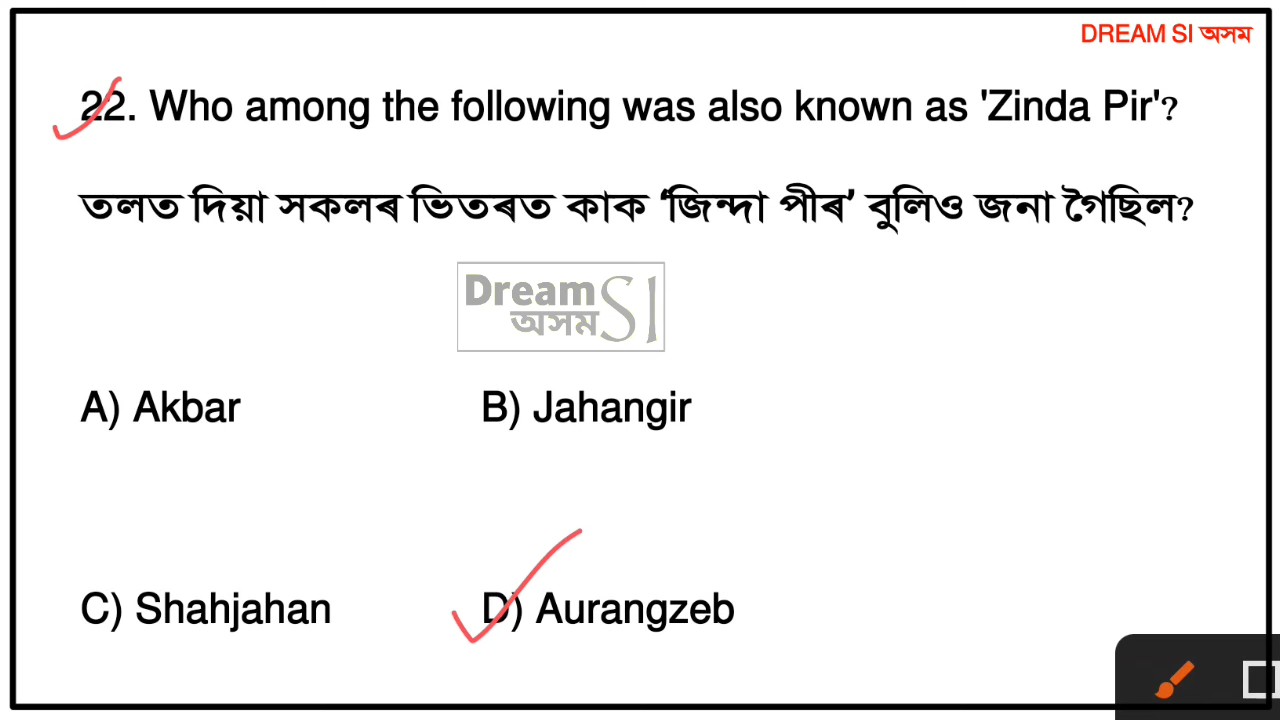 DREAM SI অসম
22. Who among the following was also known as 'Zinda Pir'?
তলত দিয়া সকলৰ ভিতৰত কাক ‘জিন্দা পীৰ’ বুলিও জনা গৈছিল?
Dream SI
অসম
A) Akbar B) Jahangir
C) Shahjahan D) Aurangzeb